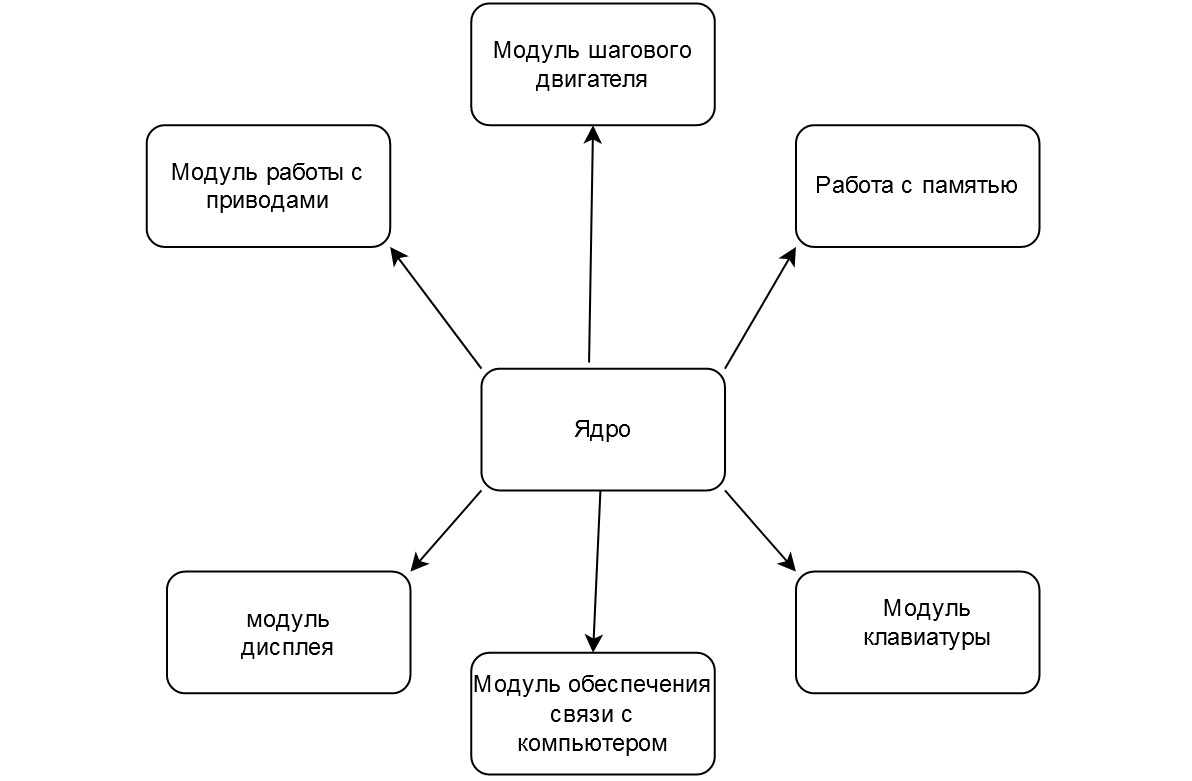 Модуль шагового
двигателя
Модуль работы с
приводами
Работа с памятью
Ядро
модуль
дисплея
Модуль обеспечения
связи с
компьютером
Модуль
клавиатуры